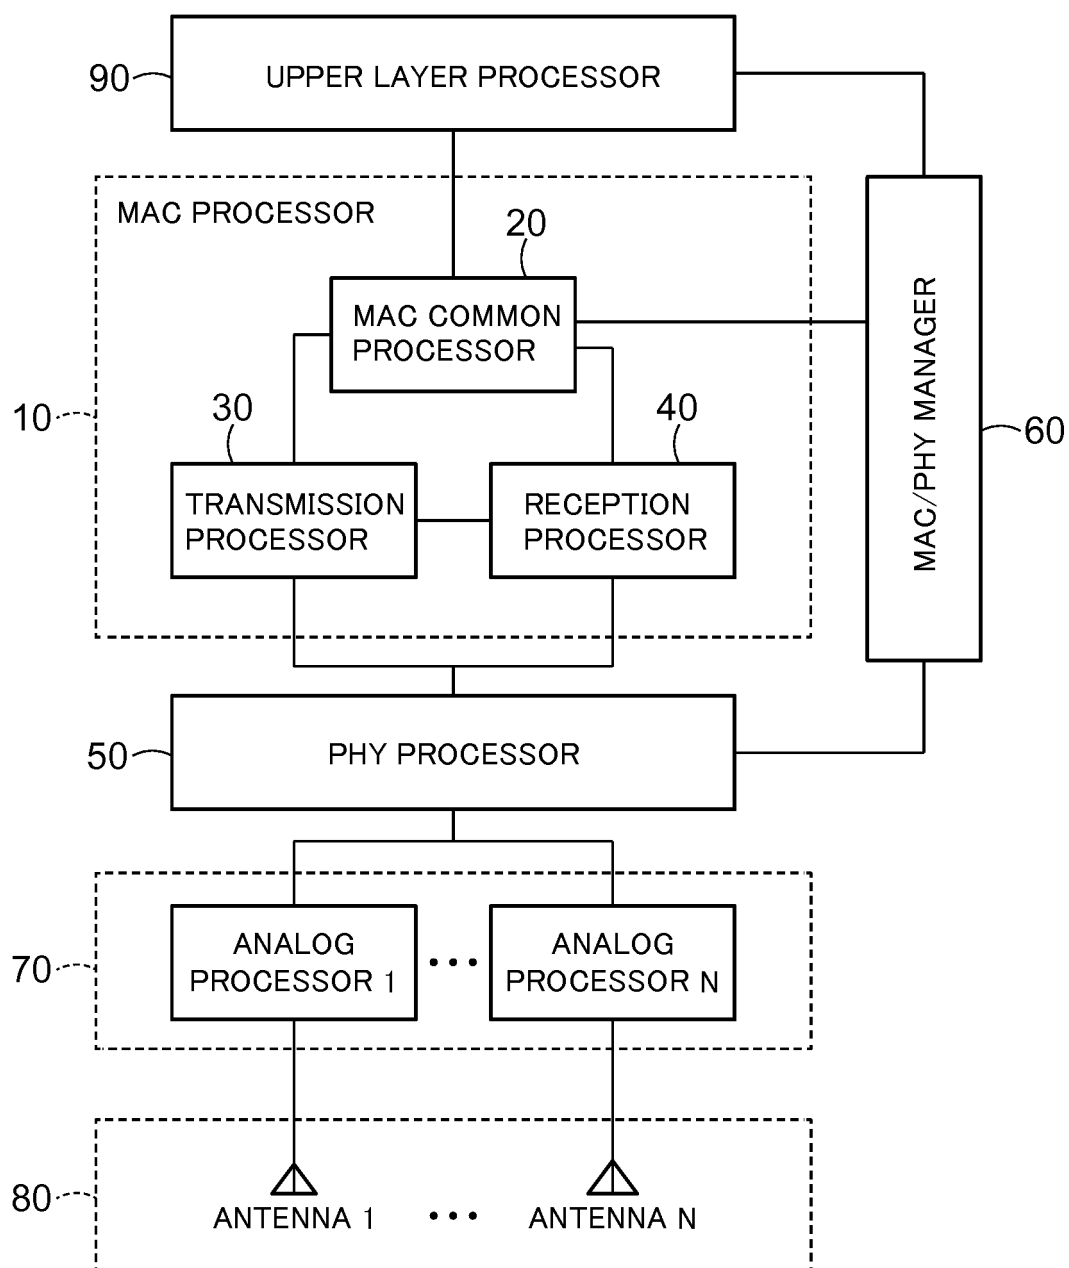 90
UPPER LAYER PROCESSOR
MAC PROCESSOR
20
MAC COMMON
PROCESSOR
10
30
40
TRANSMISSION
PROCESSOR
RECEPTION
PROCESSOR
MAC/PHY MANAGER
60
50
PHY PROCESSOR
70
ANALOG
PROCESSOR 1
•••
ANALOG
PROCESSOR N
80
ANTENNA 1
•••
ANTENNA N